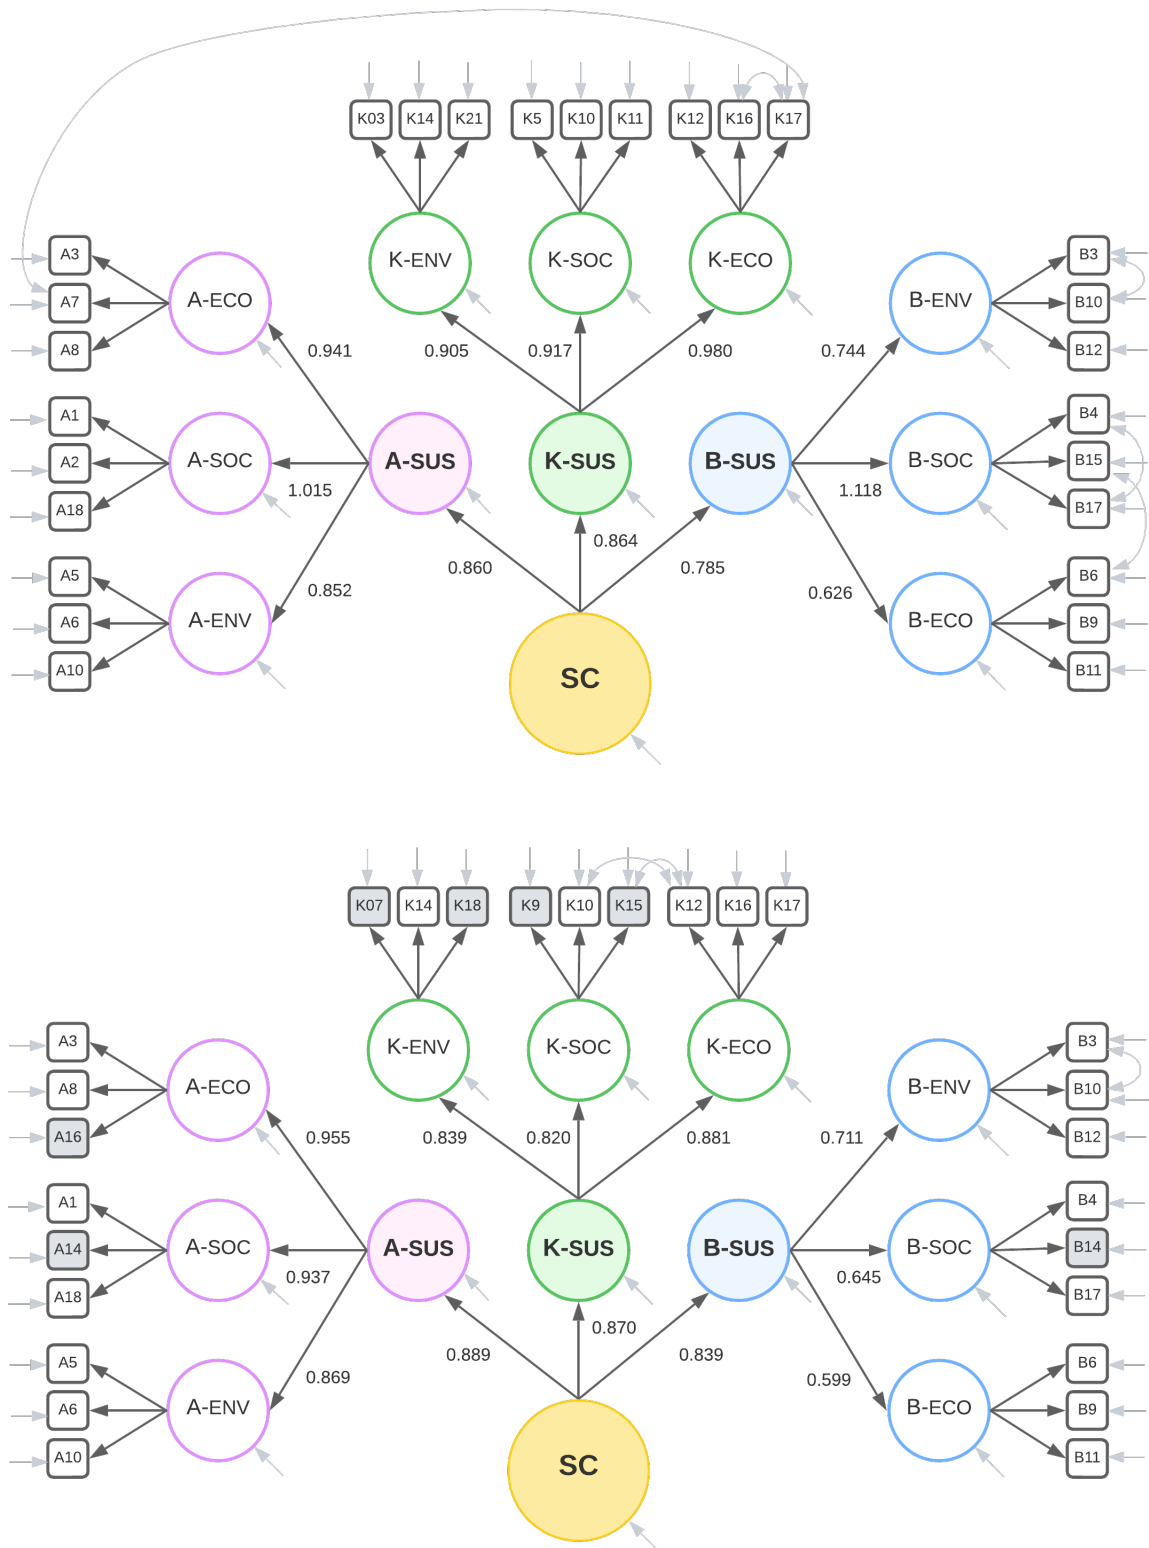 K03 K14 K21 K5 K10 K11 K12 K16 K17
K-ENV K-SOC K-ECO
A3
A7
A8
A-ECO
B-ENV
B3
B10
B12
0.941 0.905 0.917 0.980 0.744
A1
A2
A18
A-SOC
A-SUS
K-SUS
B-SUS
B-SOC
B4
B15
B17
1.015 1.118
0.860 0.864 0.785
A5
A6
A10
A-ENV
0.852 0.626
B-ECO
B6
B9
B11
SC
K07 K14 K18 K9 K10 K15 K12 K16 K17
K-ENV K-SOC K-ECO
A3
A8
A16
A-ECO
B-ENV
B3
B10
B12
0.955 0.839 0.820 0.881 0.711
A1
A14
A18
A-SOC
A-SUS
K-SUS
B-SUS
B-SOC
B4
B14
B17
0.937 0.645
0.889 0.870 0.839
A5
A6
A10
A-ENV
0.869 0.599
B-ECO
B6
B9
B11
SC